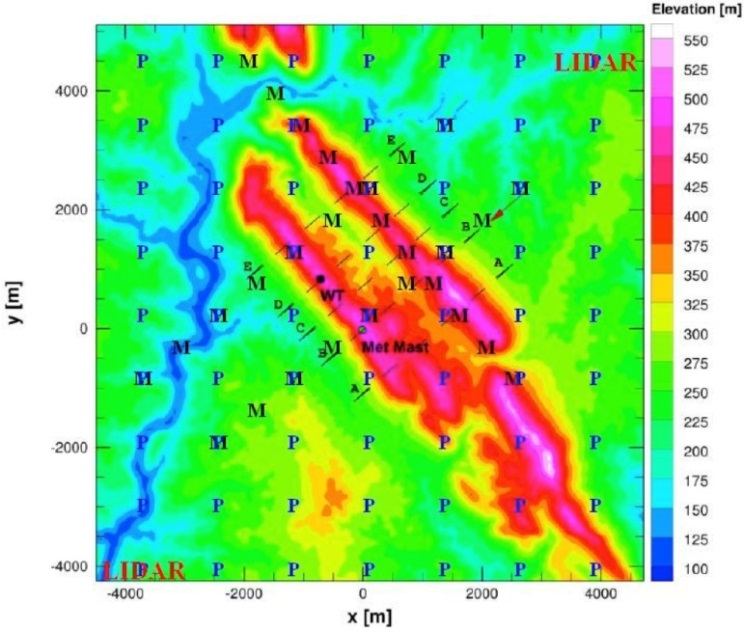 Elevation [m]
550
525
500
475
450
425
400
375
350
325
300
275
250
225
200
175
150
125
100
y [m]
4000
2000
0
-2000
-4000
P P M P P P LIDAR P
M
P P P M P P M P P
E
M M
D
P P P M M P P P M P
C
M M M
B
P P P M P M P M P P
A
E
M M M
WT
D
P P M P P M P M P P
C
M B M Met Mast M
P M P P M P P P M P
A
M
P P M P P P P P
P P P P P P P
LIDAR P P P P P P P
-4000 -2000 0 2000 4000
x [m]